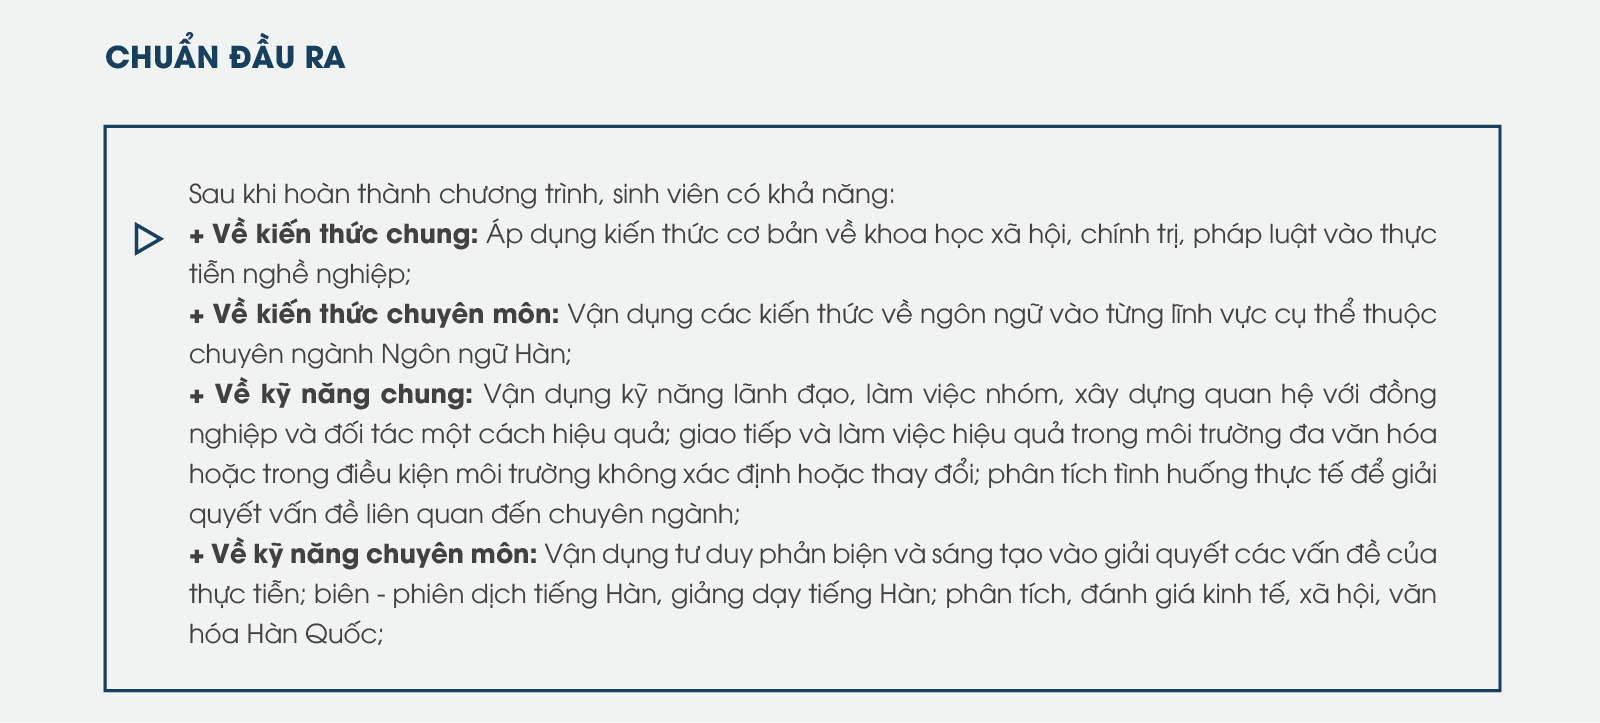 CHUẨN ĐẦU RA
Sau khi hoàn thành chương trình, sinh viên có khả năng:
+ Về kiến thức chung: Áp dụng kiến thức cơ bản về khoa học xã hội, chính trị, pháp luật vào thực
tiễn nghề nghiệp;
+ Về kiến thức chuyên môn: Vận dụng các kiến thức về ngôn ngữ vào từng lĩnh vực cụ thể thuộc
chuyên ngành Ngôn ngữ Hàn;
+ Về kỹ năng chung: Vận dụng kỹ năng lãnh đạo, làm việc nhóm, xây dựng quan hệ với đồng
nghiệp và đối tác một cách hiệu quả; giao tiếp và làm việc hiệu quả trong môi trường đa văn hóa
hoặc trong điều kiện môi trường không xác định hoặc thay đổi; phân tích tình huống thực tế để giải
quyết vấn đề liên quan đến chuyên ngành;
+ Về kỹ năng chuyên môn: Vận dụng tư duy phản biện và sáng tạo vào giải quyết các vấn đề của
thực tiễn; biên - phiên dịch tiếng Hàn, giảng dạy tiếng Hàn; phân tích, đánh giá kinh tế, xã hội, văn
hóa Hàn Quốc;